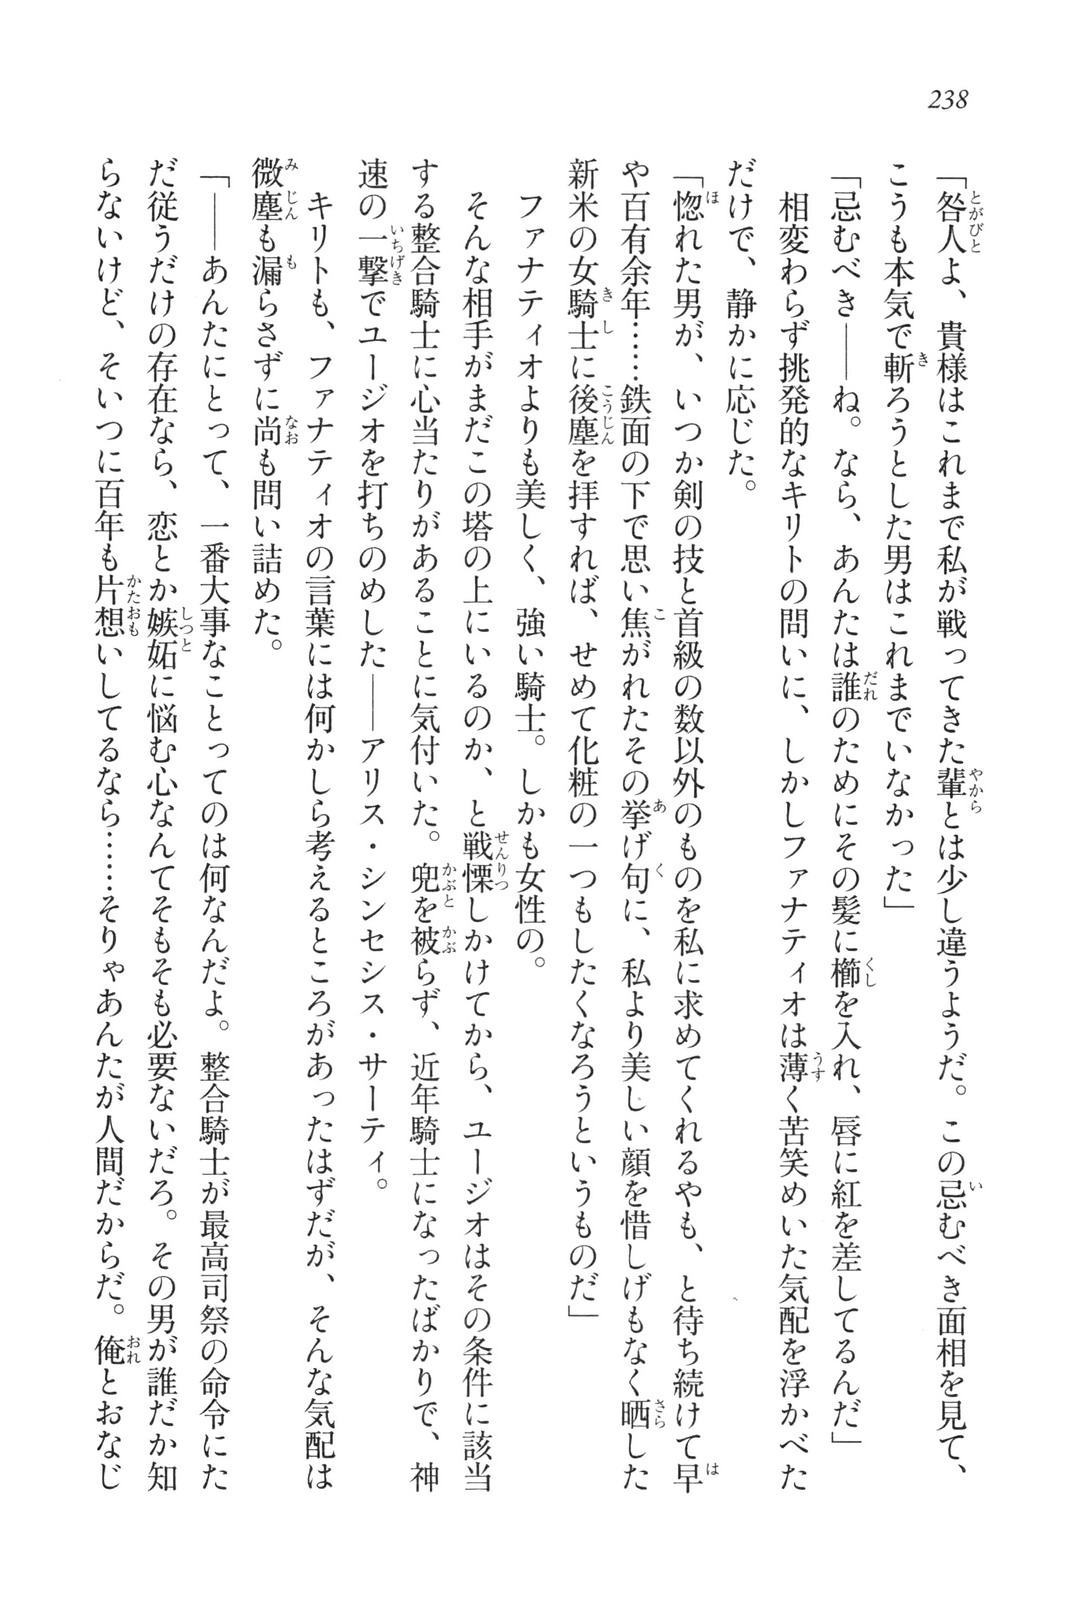 238
「咎人よ、貴様はこれまで私が戦ってきた輩とは少し違うようだ。この忌むべき面相を見て、
こうも本気で斬ろうとした男はこれまでいなかった」
「忌むべき――ね。なら、あんたは誰のためにその髪に櫛を入れ、唇に紅を差してるんだ」
　相変わらず挑発的なキリトの問いに、しかしファナティオは薄く苦笑めいた気配を浮かべた
だけで、静かに応じた。
「惚れた男が、いつか剣の技と首級の数以外のものを私に求めてくれるやも、と待ち続けて早
や百有余年……鉄面の下で思い焦がれたその挙げ句に、私より美しい顔を惜しげもなく晒した
新米の女騎士に後塵を拝すれば、せめて化粧の一つもしたくなろうというものだ」
　ファナティオよりも美しく、強い騎士。しかも女性の。
　そんな相手がまだこの塔の上にいるのか、と戦慄しかけてから、ユージオはその条件に該当
する整合騎士に心当たりがあることに気付いた。兜を被らず、近年騎士になったばかりで、神
速の一撃でユージオを打ちのめした――アリス・シンセシス・サーティ。
　キリトも、ファナティオの言葉には何かしら考えるところがあったはずだが、そんな気配は
微塵も漏らさずに尚も問い詰めた。
「――あんたにとって、一番大事なことってのは何なんだよ。整合騎士が最高司祭の命令にた
だ従うだけの存在なら、恋とか嫉妬に悩む心なんてそもそも必要ないだろ。その男が誰だか知
らないけど、そいつに百年も片想いしてるなら……そりゃあんたが人間だからだ。俺とおなじ